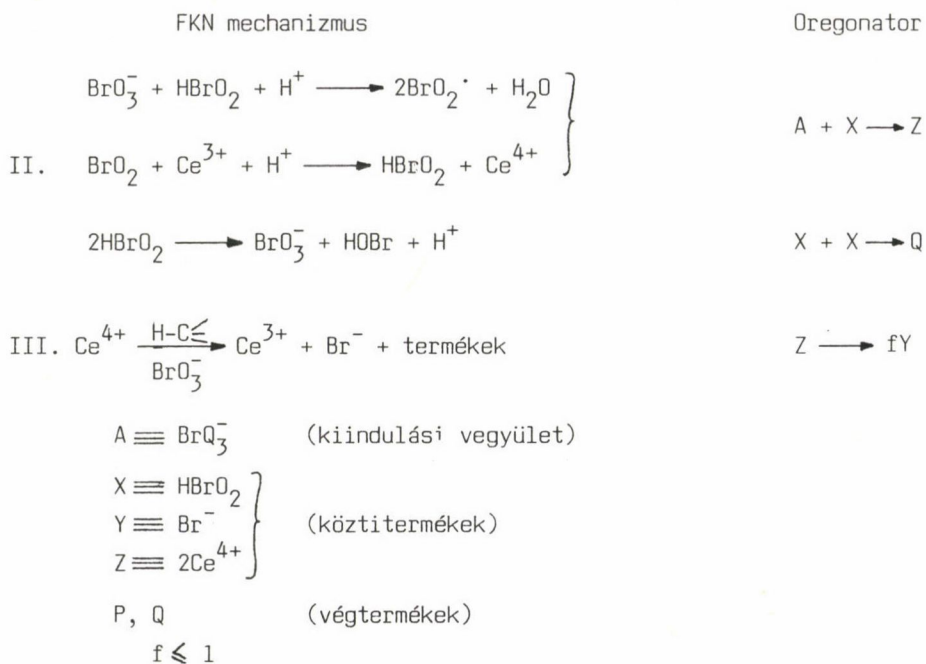 FKN mechanizmus Oregonator
BrO₃⁻ + HBrO₂ + H⁺ ⟶ 2BrO₂· + H₂O
A + X ⟶ Z
II. BrO₂ + Ce³⁺ + H⁺ ⟶ HBrO₂ + Ce⁴⁺
2HBrO₂ ⟶ BrO₃⁻ + HOBr + H⁺ X + X ⟶ Q
H-C≤
III. Ce⁴⁺ ⟶ Ce³⁺ + Br⁻ + termékek Z ⟶ fY
BrO₃⁻
A ≡ BrQ₃⁻ (kiindulási vegyület)
X ≡ HBrO₂
Y ≡ Br⁻ (köztitermékek)
Z ≡ 2Ce⁴⁺
P, Q (végtermékek)
f ⩽ 1